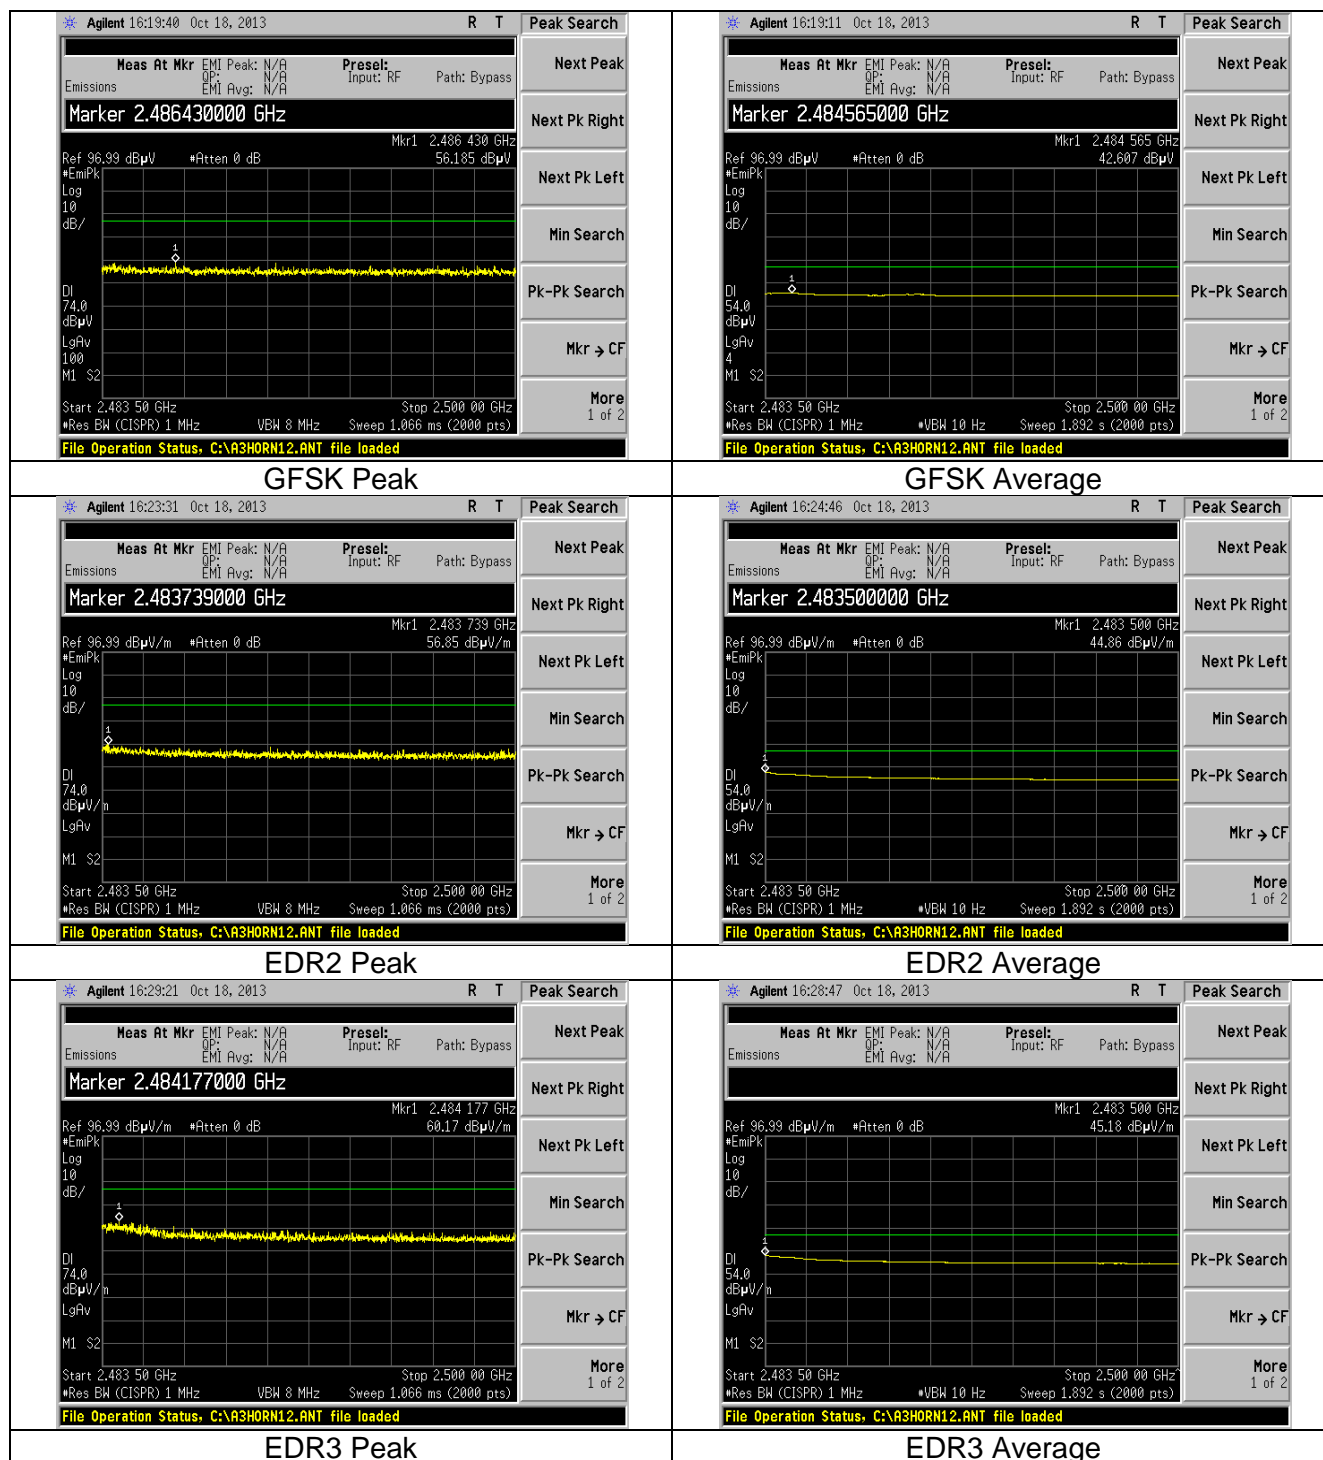 Agilent 16:19:40 Oct 18, 2013 R T Peak Search
Meas At Mkr EMI Peak: N/A Presel:
QP: N/A Input: RF Path: Bypass
Emissions EMI Avg: N/A
Marker 2.486430000 GHz
Mkr1 2.486 430 GHz
Ref 96.99 dBµV #Atten 0 dB 56.185 dBµV
#EmiPk
Log
10
dB/
1
DI
74.0
dBµV
LgAv
100
M1 S2
Start 2.483 50 GHz Stop 2.500 00 GHz
#Res BW (CISPR) 1 MHz VBW 8 MHz Sweep 1.066 ms (2000 pts)
File Operation Status, C:\A3HORN12.ANT file loaded
Next Peak
Next Pk Right
Next Pk Left
Min Search
Pk-Pk Search
Mkr → CF
More
1 of 2
GFSK Peak
Agilent 16:19:11 Oct 18, 2013 R T Peak Search
Meas At Mkr EMI Peak: N/A Presel:
QP: N/A Input: RF Path: Bypass
Emissions EMI Avg: N/A
Marker 2.484565000 GHz
Mkr1 2.484 565 GHz
Ref 96.99 dBµV #Atten 0 dB 42.607 dBµV
#EmiPk
Log
10
dB/
1
DI
54.0
dBµV
LgAv
4
M1 S2
Start 2.483 50 GHz Stop 2.500 00 GHz
#Res BW (CISPR) 1 MHz #VBW 10 Hz Sweep 1.892 s (2000 pts)
File Operation Status, C:\A3HORN12.ANT file loaded
Next Peak
Next Pk Right
Next Pk Left
Min Search
Pk-Pk Search
Mkr → CF
More
1 of 2
GFSK Average
Agilent 16:23:31 Oct 18, 2013 R T Peak Search
Meas At Mkr EMI Peak: N/A Presel:
QP: N/A Input: RF Path: Bypass
Emissions EMI Avg: N/A
Marker 2.483739000 GHz
Mkr1 2.483 739 GHz
Ref 96.99 dBµV/m #Atten 0 dB 56.85 dBµV/m
#EmiPk
Log
10
dB/
1
DI
74.0
dBµV/m
LgAv
M1 S2
Start 2.483 50 GHz Stop 2.500 00 GHz
#Res BW (CISPR) 1 MHz VBW 8 MHz Sweep 1.066 ms (2000 pts)
File Operation Status, C:\A3HORN12.ANT file loaded
Next Peak
Next Pk Right
Next Pk Left
Min Search
Pk-Pk Search
Mkr → CF
More
1 of 2
EDR2 Peak
Agilent 16:24:46 Oct 18, 2013 R T Peak Search
Meas At Mkr EMI Peak: N/A Presel:
QP: N/A Input: RF Path: Bypass
Emissions EMI Avg: N/A
Marker 2.483500000 GHz
Mkr1 2.483 500 GHz
Ref 96.99 dBµV/m #Atten 0 dB 44.86 dBµV/m
#EmiPk
Log
10
dB/
1
DI
54.0
dBµV/m
LgAv
M1 S2
Start 2.483 50 GHz Stop 2.500 00 GHz
#Res BW (CISPR) 1 MHz #VBW 10 Hz Sweep 1.892 s (2000 pts)
File Operation Status, C:\A3HORN12.ANT file loaded
Next Peak
Next Pk Right
Next Pk Left
Min Search
Pk-Pk Search
Mkr → CF
More
1 of 2
EDR2 Average
Agilent 16:29:21 Oct 18, 2013 R T Peak Search
Meas At Mkr EMI Peak: N/A Presel:
QP: N/A Input: RF Path: Bypass
Emissions EMI Avg: N/A
Marker 2.484177000 GHz
Mkr1 2.484 177 GHz
Ref 96.99 dBµV/m #Atten 0 dB 60.17 dBµV/m
#EmiPk
Log
10
dB/
1
DI
74.0
dBµV/m
LgAv
M1 S2
Start 2.483 50 GHz Stop 2.500 00 GHz
#Res BW (CISPR) 1 MHz VBW 8 MHz Sweep 1.066 ms (2000 pts)
File Operation Status, C:\A3HORN12.ANT file loaded
Next Peak
Next Pk Right
Next Pk Left
Min Search
Pk-Pk Search
Mkr → CF
More
1 of 2
EDR3 Peak
Agilent 16:28:47 Oct 18, 2013 R T Peak Search
Meas At Mkr EMI Peak: N/A Presel:
QP: N/A Input: RF Path: Bypass
Emissions EMI Avg: N/A
Mkr1 2.483 500 GHz
Ref 96.99 dBµV/m #Atten 0 dB 45.18 dBµV/m
#EmiPk
Log
10
dB/
1
DI
54.0
dBµV/m
LgAv
M1 S2
Start 2.483 50 GHz Stop 2.500 00 GHz
#Res BW (CISPR) 1 MHz #VBW 10 Hz Sweep 1.892 s (2000 pts)
File Operation Status, C:\A3HORN12.ANT file loaded
Next Peak
Next Pk Right
Next Pk Left
Min Search
Pk-Pk Search
Mkr → CF
More
1 of 2
EDR3 Average